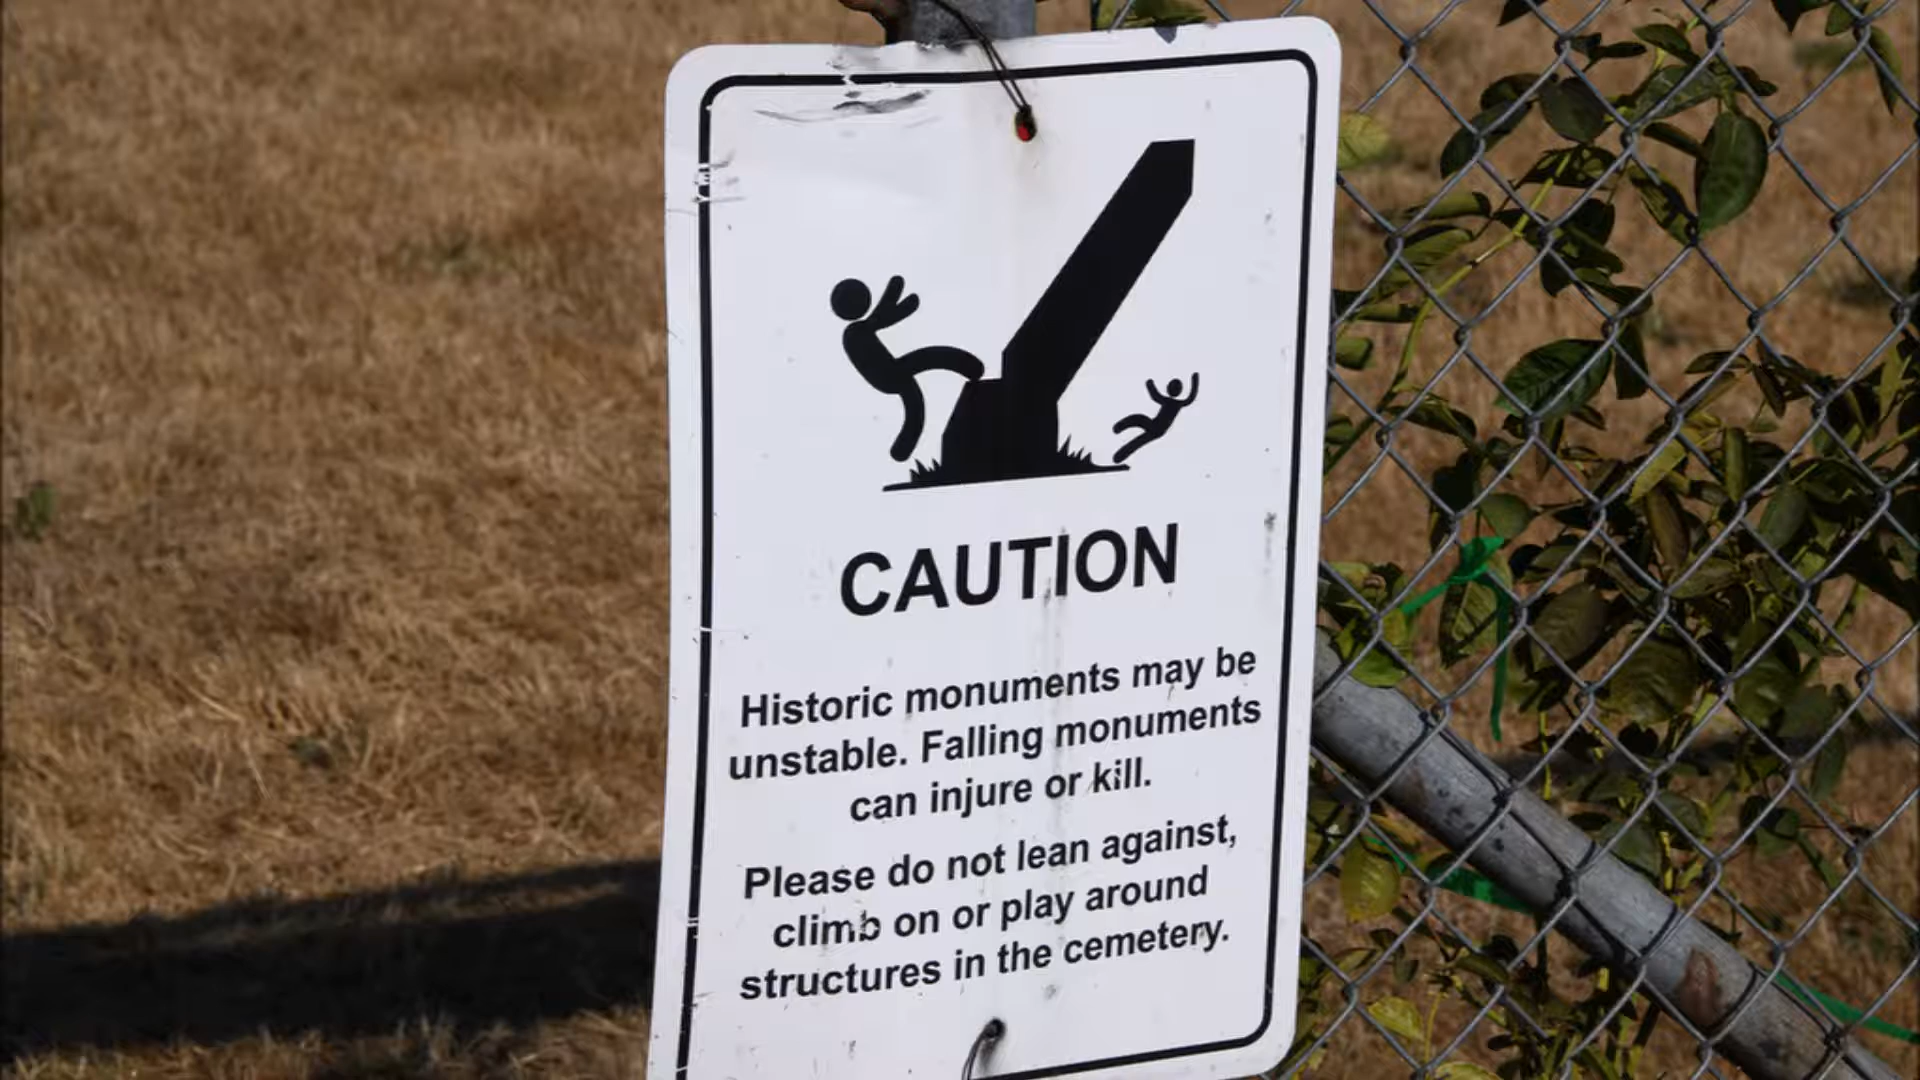 CAUTION
Historic monuments may be
unstable. Falling monuments
can injure or kill.
Please do not lean against,
climb on or play around
structures in the cemetery.